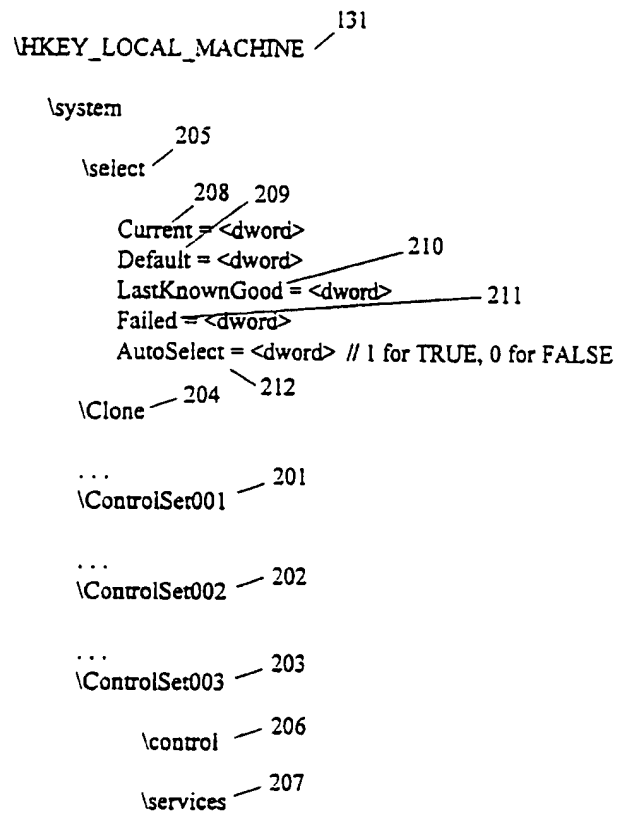 131
\HKEY_LOCAL_MACHINE
\system
205
\select
208 209
Current = <dword>
Default = <dword> 210
LastKnownGood = <dword> 211
Failed = <dword>
AutoSelect = <dword> // 1 for TRUE, 0 for FALSE
\Clone 204 212
. . . 201
\ControlSet001
. . . 202
\ControlSet002
. . . 203
\ControlSet003
\control 206
\services 207